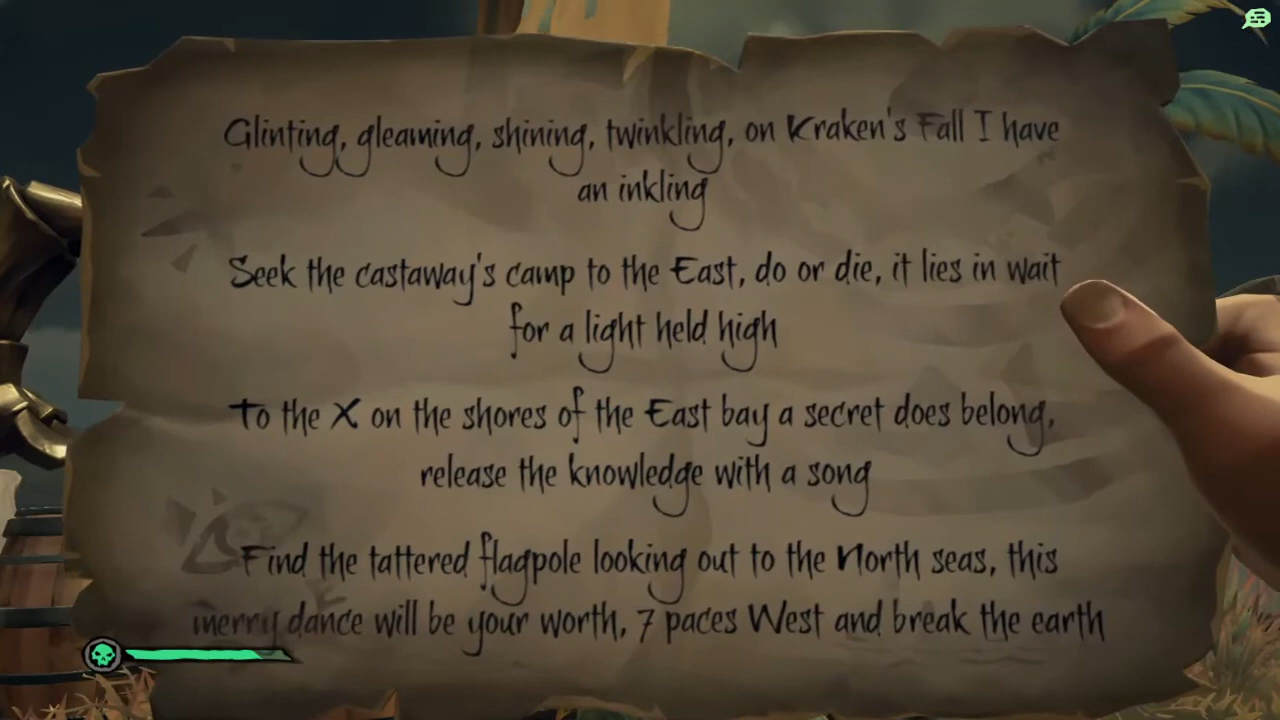 Glinting, gleaming, shining, twinkling, on Kraken's Fall I have
an inkling
Seek the castaway's camp to the East, do or die, it lies in wait
for a light held high
To the X on the shores of the East bay a secret does belong,
release the knowledge with a song
Find the tattered flagpole looking out to the North seas, this
merry dance will be your worth, 7 paces West and break the earth